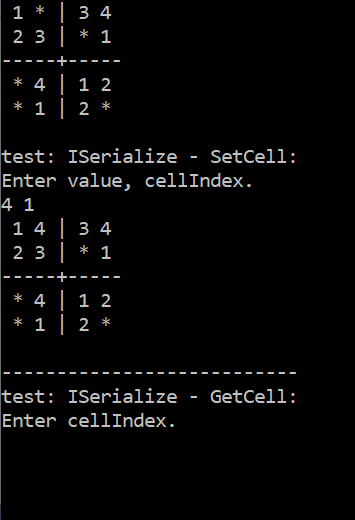 1 * | 3 4
2 3 | * 1
-----+-----
* 4 | 1 2
* 1 | 2 *
test: ISerialize - SetCell:
Enter value, cellIndex.
4 1
1 4 | 3 4
2 3 | * 1
-----+-----
* 4 | 1 2
* 1 | 2 *
---------------------------
test: ISerialize - GetCell:
Enter cellIndex.